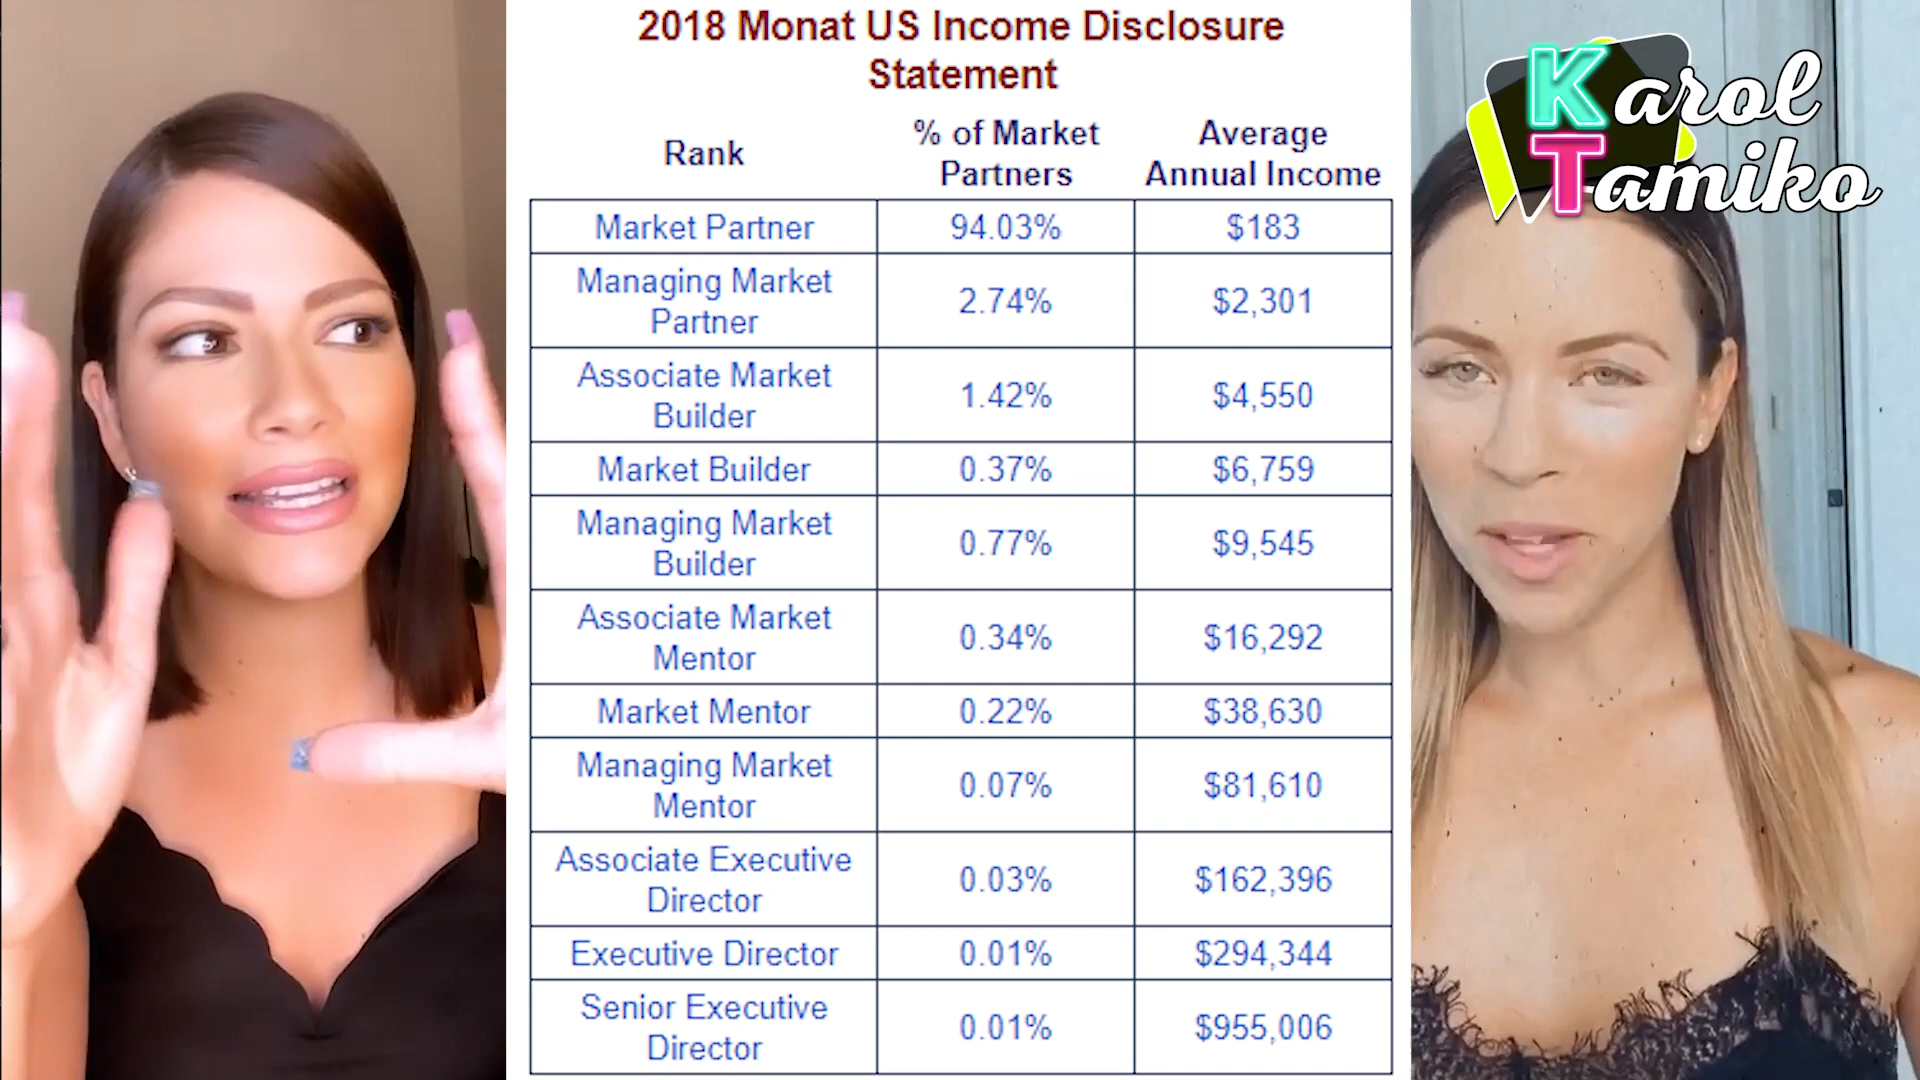 2018 Monat US Income Disclosure
Statement
Rank
% of Market
Partners
Average
Annual Income
Market Partner 94.03% $183
Managing Market
Partner
2.74% $2,301
Associate Market
Builder
1.42% $4,550
Market Builder 0.37% $6,759
Managing Market
Builder
0.77% $9,545
Associate Market
Mentor
0.34% $16,292
Market Mentor 0.22% $38,630
Managing Market
Mentor
0.07% $81,610
Associate Executive
Director
0.03% $162,396
Executive Director 0.01% $294,344
Senior Executive
Director
0.01% $955,006
Karol
Tamiko